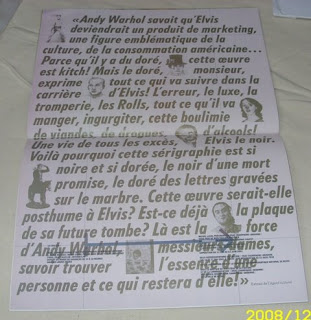 «Andy Warhol savait qu'Elvis
deviendrait un produit de marketing,
une figure emblématique de la
culture, de la consommation américaine...
Parce qu'il y a du doré, cette œuvre
est kitch! Mais le doré, monsieur,
exprime tout ce qui va suivre dans la
carrière d'Elvis! L'erreur, le luxe, la
tromperie, les Rolls, tout ce qu'il va
manger, ingurgiter, cette boulimie
de viandes, de drogues, d'alcools!
Une vie de tous les excès, Elvis le noir.
Voilà pourquoi cette sérigraphie est si
noire et si dorée, le noir d'une mort
promise, le doré des lettres gravées
sur le marbre. Cette œuvre serait-elle
posthume à Elvis? Est-ce déjà la plaque
de sa future tombe? Là est la force
d'Andy Warhol, messieurs dames,
savoir trouver l'essence d'une
personne et ce qui restera d'elle!»
2008/12